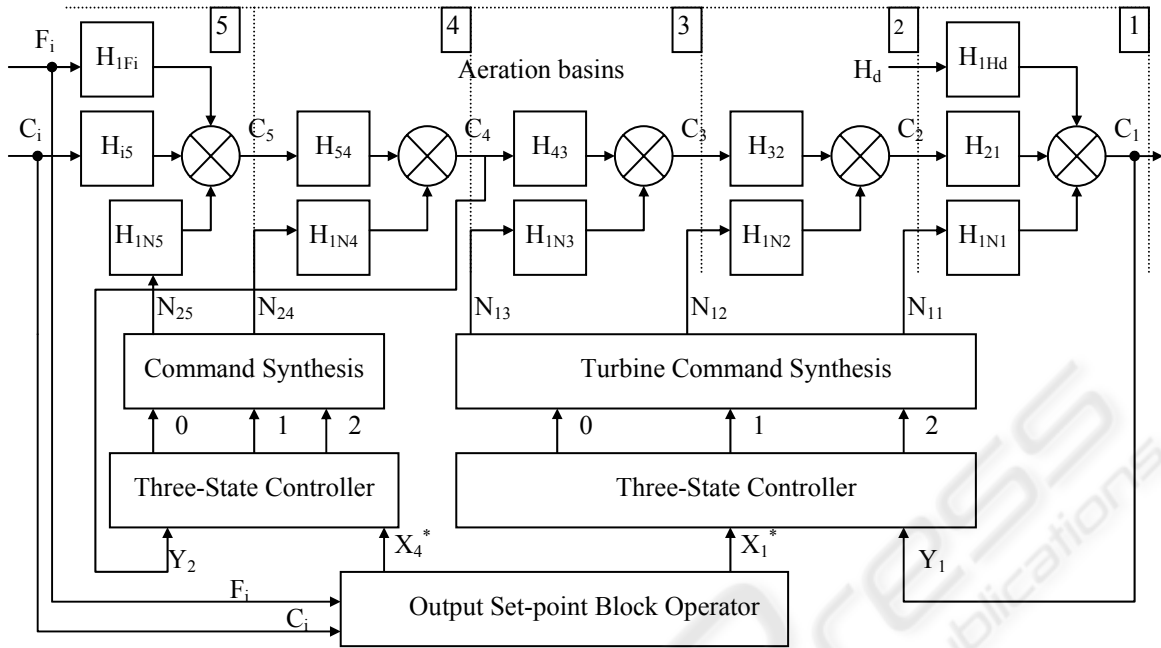 5
4
3
2
1
F_i
H_1Fi
Aeration basins
H_d
H_1Hd
C_i
H_i5
C_5
H_54
C_4
H_43
C_3
H_32
C_2
H_21
C_1
H_1N5
H_1N4
H_1N3
H_1N2
H_1N1
N_25
N_24
N_13
N_12
N_11
Command Synthesis
Turbine Command Synthesis
0
1
2
0
1
2
Three-State Controller
Three-State Controller
Y_2
X_4^*
X_1^*
Y_1
F_i
C_i
Output Set-point Block Operator